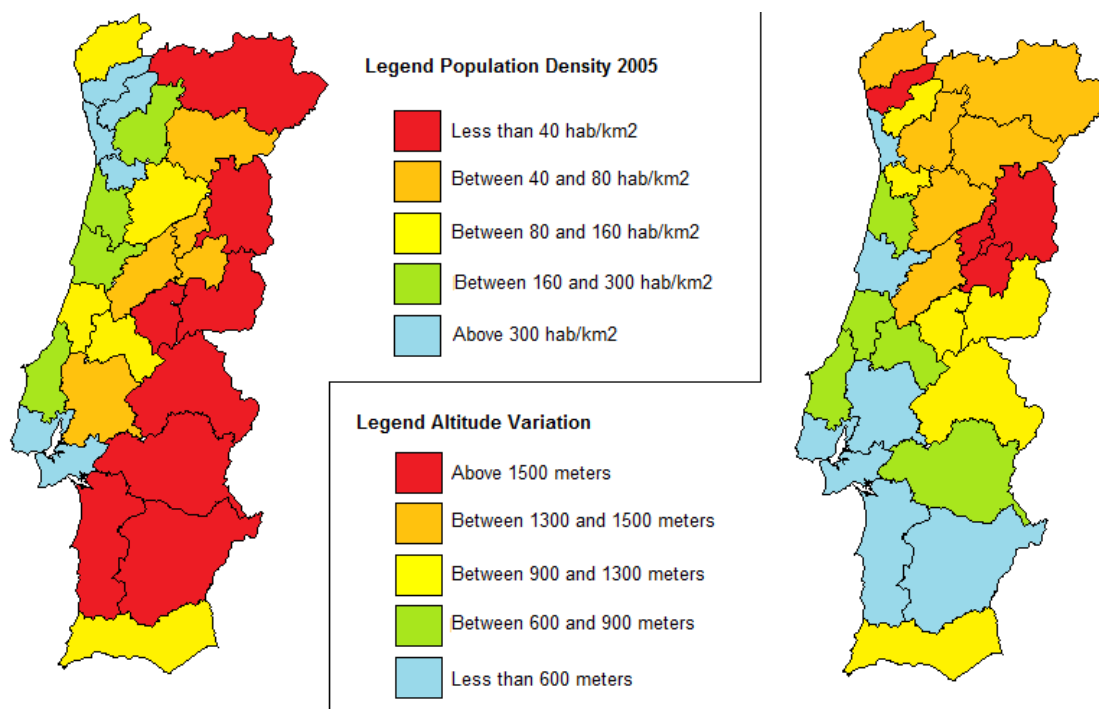 Legend Population Density 2005
Less than 40 hab/km2
Between 40 and 80 hab/km2
Between 80 and 160 hab/km2
Between 160 and 300 hab/km2
Above 300 hab/km2
Legend Altitude Variation
Above 1500 meters
Between 1300 and 1500 meters
Between 900 and 1300 meters
Between 600 and 900 meters
Less than 600 meters